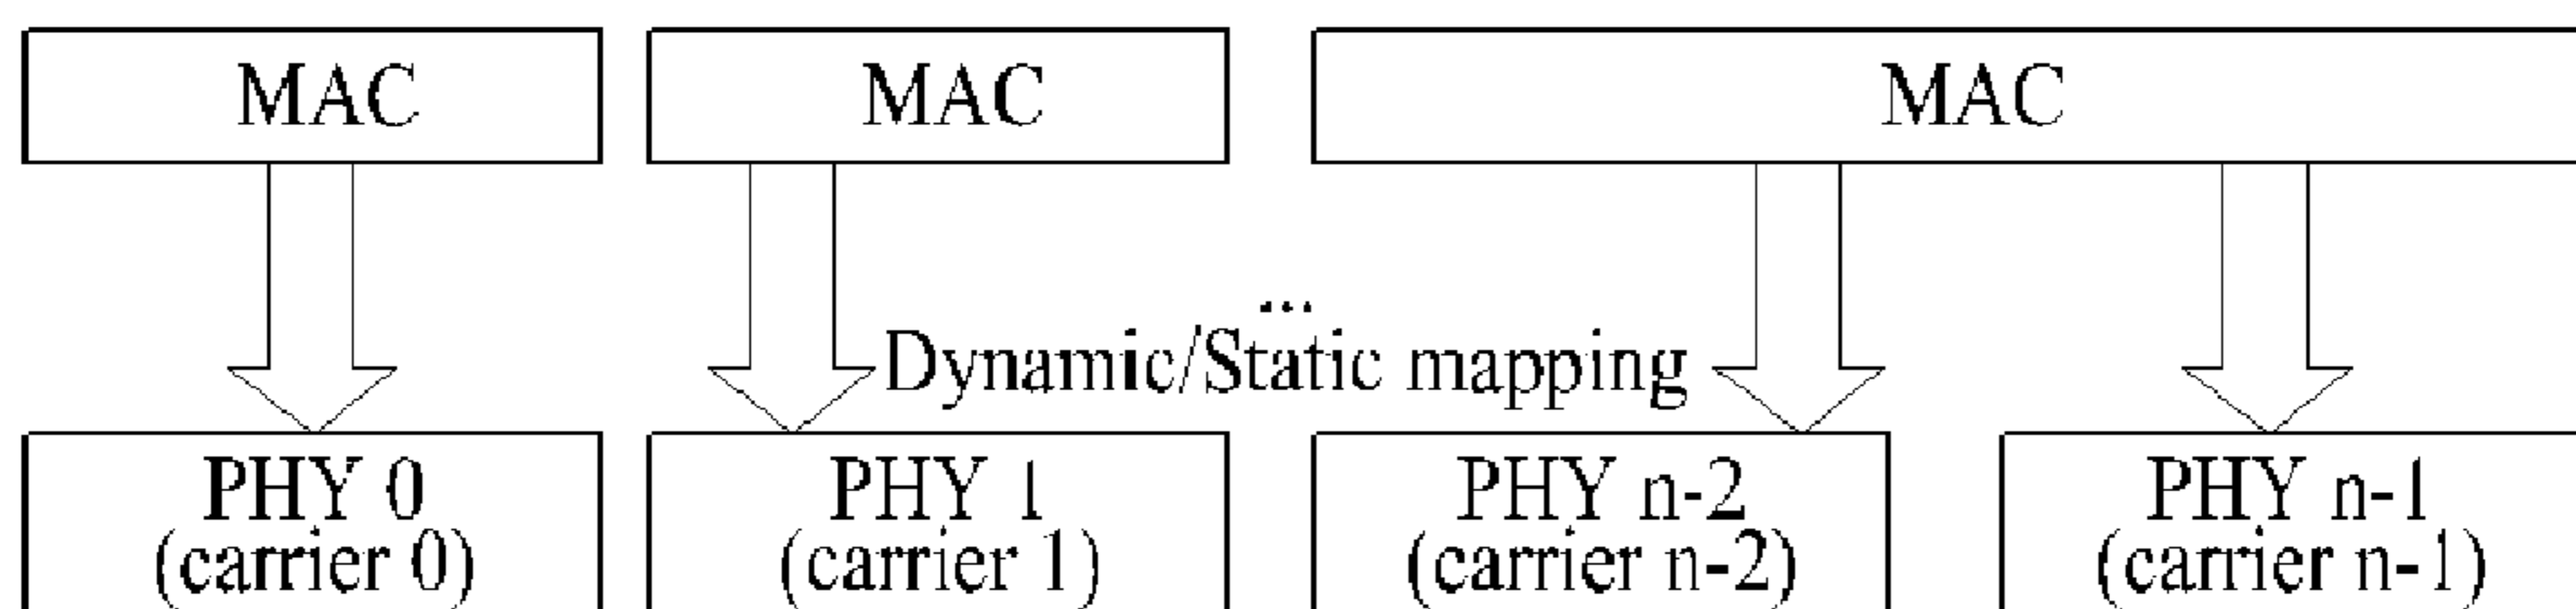 MAC
MAC
MAC
...
Dynamic/Static mapping
PHY 0
(carrier 0)
PHY 1
(carrier 1)
PHY n-2
(carrier n-2)
PHY n-1
(carrier n-1)